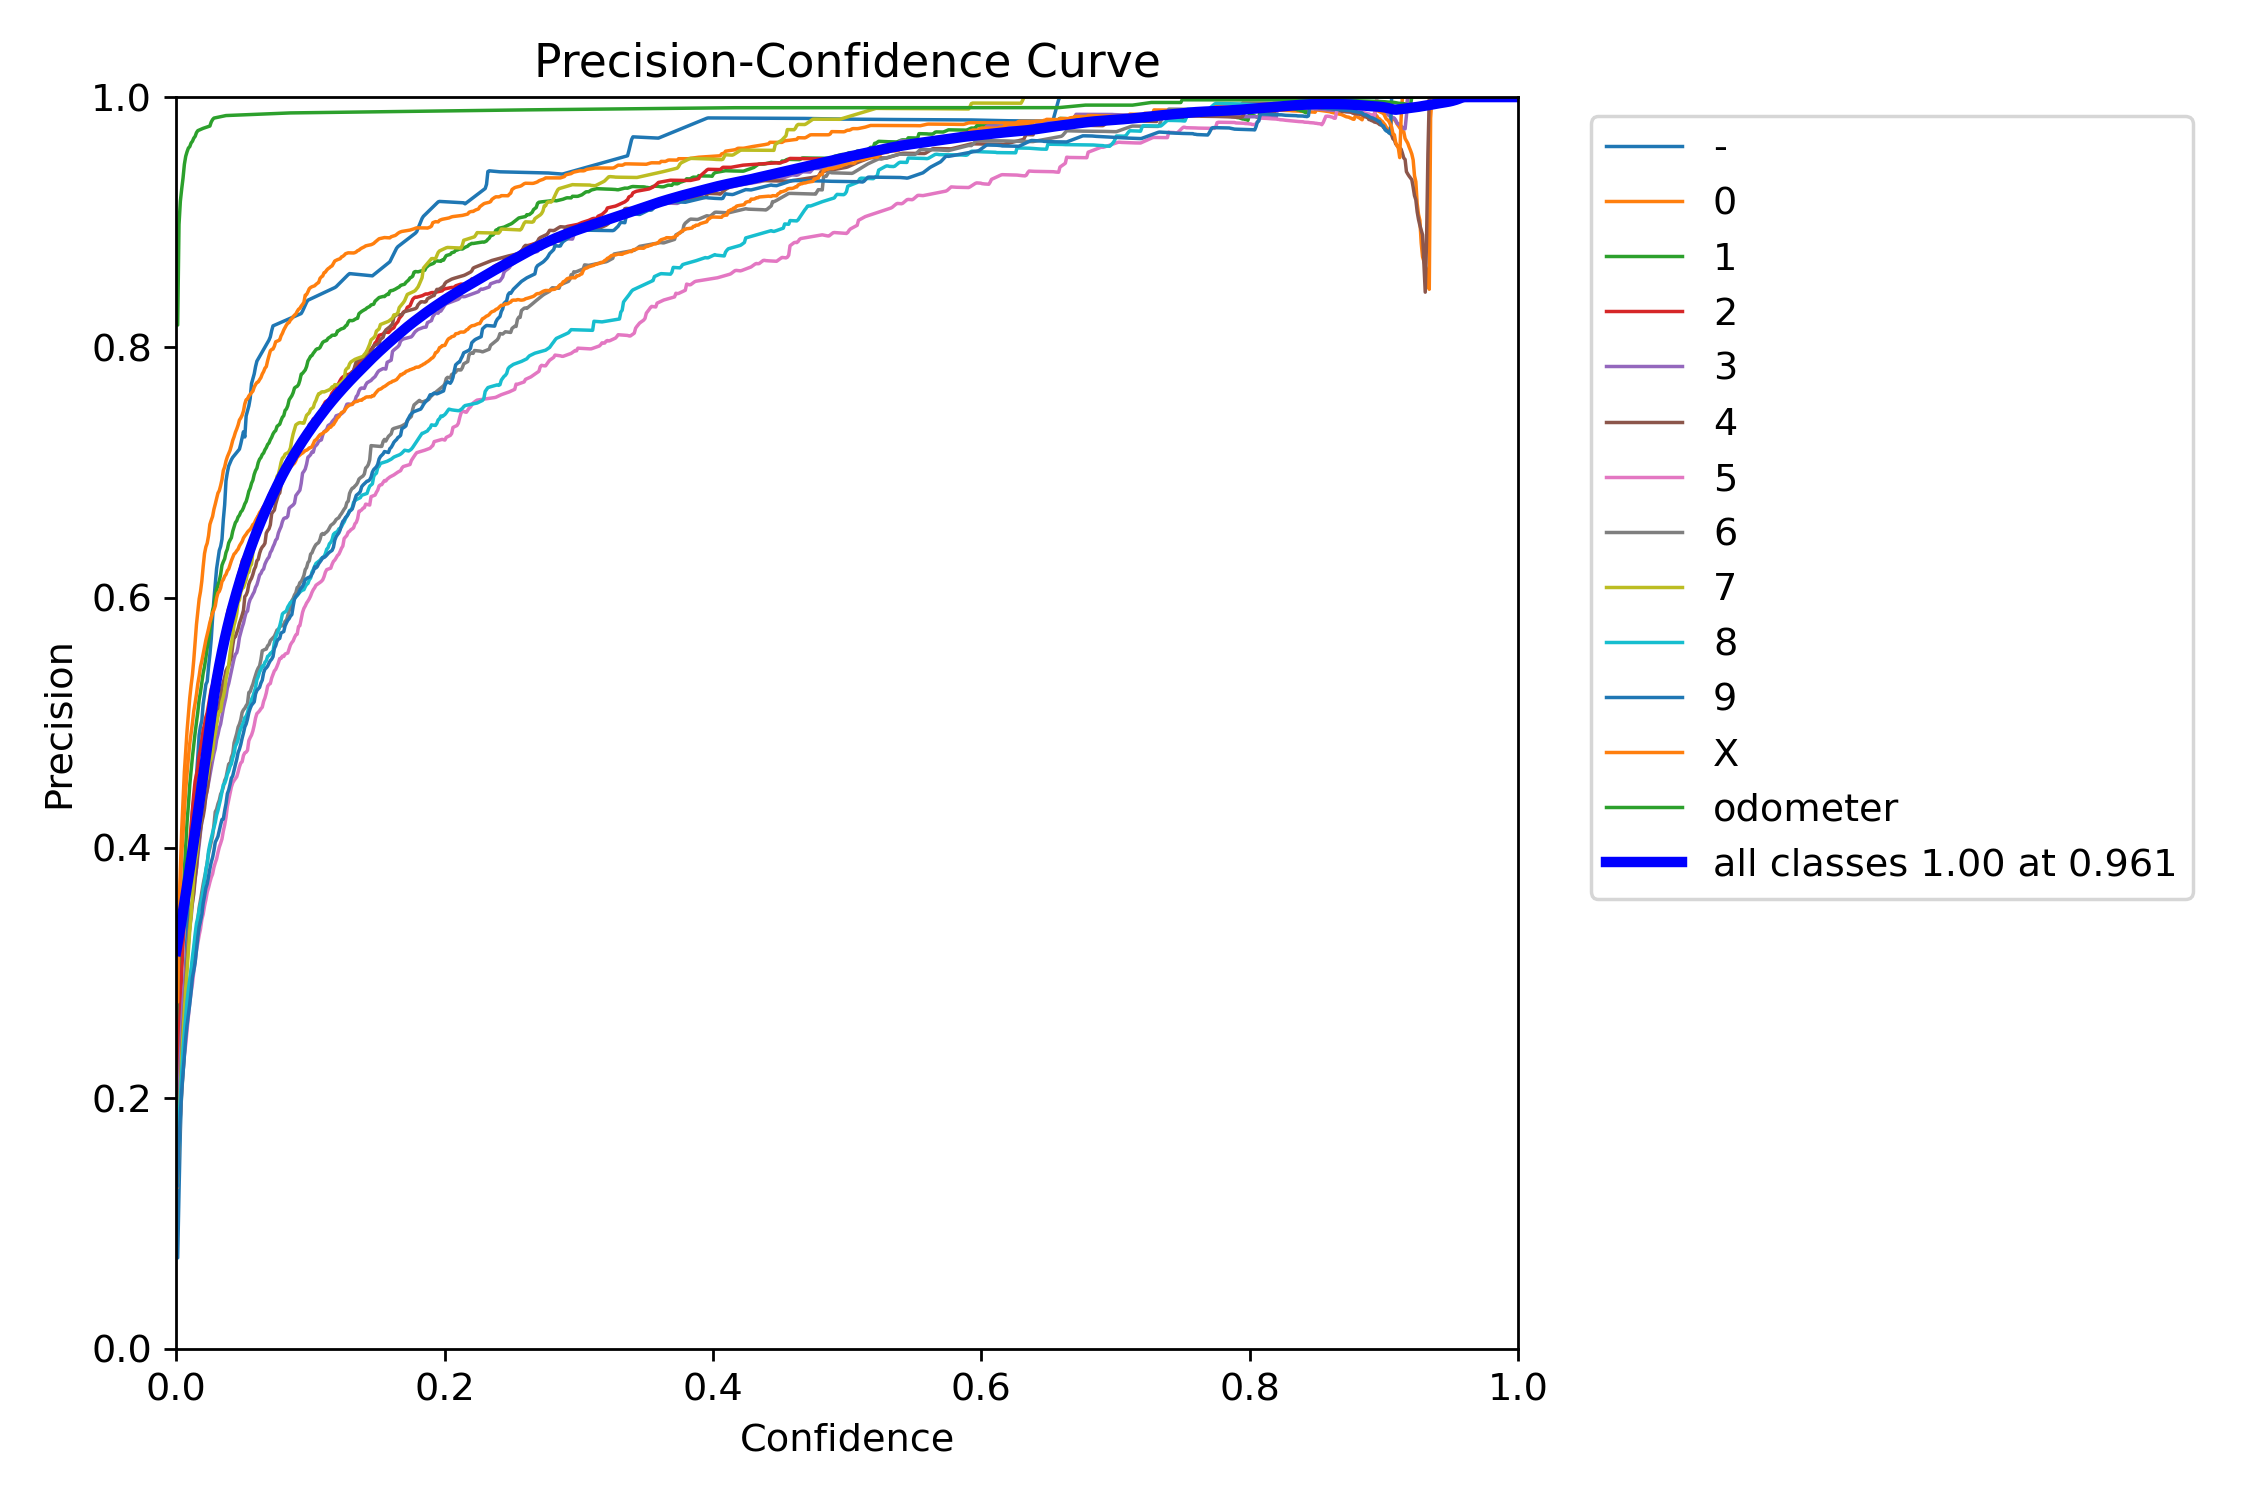 Precision-Confidence Curve
1.0
0.8
0.6
0.4
0.2
0.0
Precision
0.0 0.2 0.4 0.6 0.8 1.0
Confidence
-
0
1
2
3
4
5
6
7
8
9
X
odometer
all classes 1.00 at 0.961